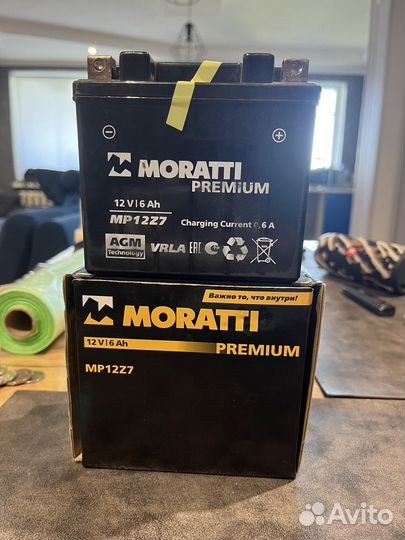 MORATTI
PREMIUM
12 V | 6 Ah
MP12Z7
Charging Current 0,6 A
AGM
Technology
VRLA
EAC
Важно то, что внутри!
MORATTI
12 V | 6 Ah
PREMIUM
MP12Z7
Avito